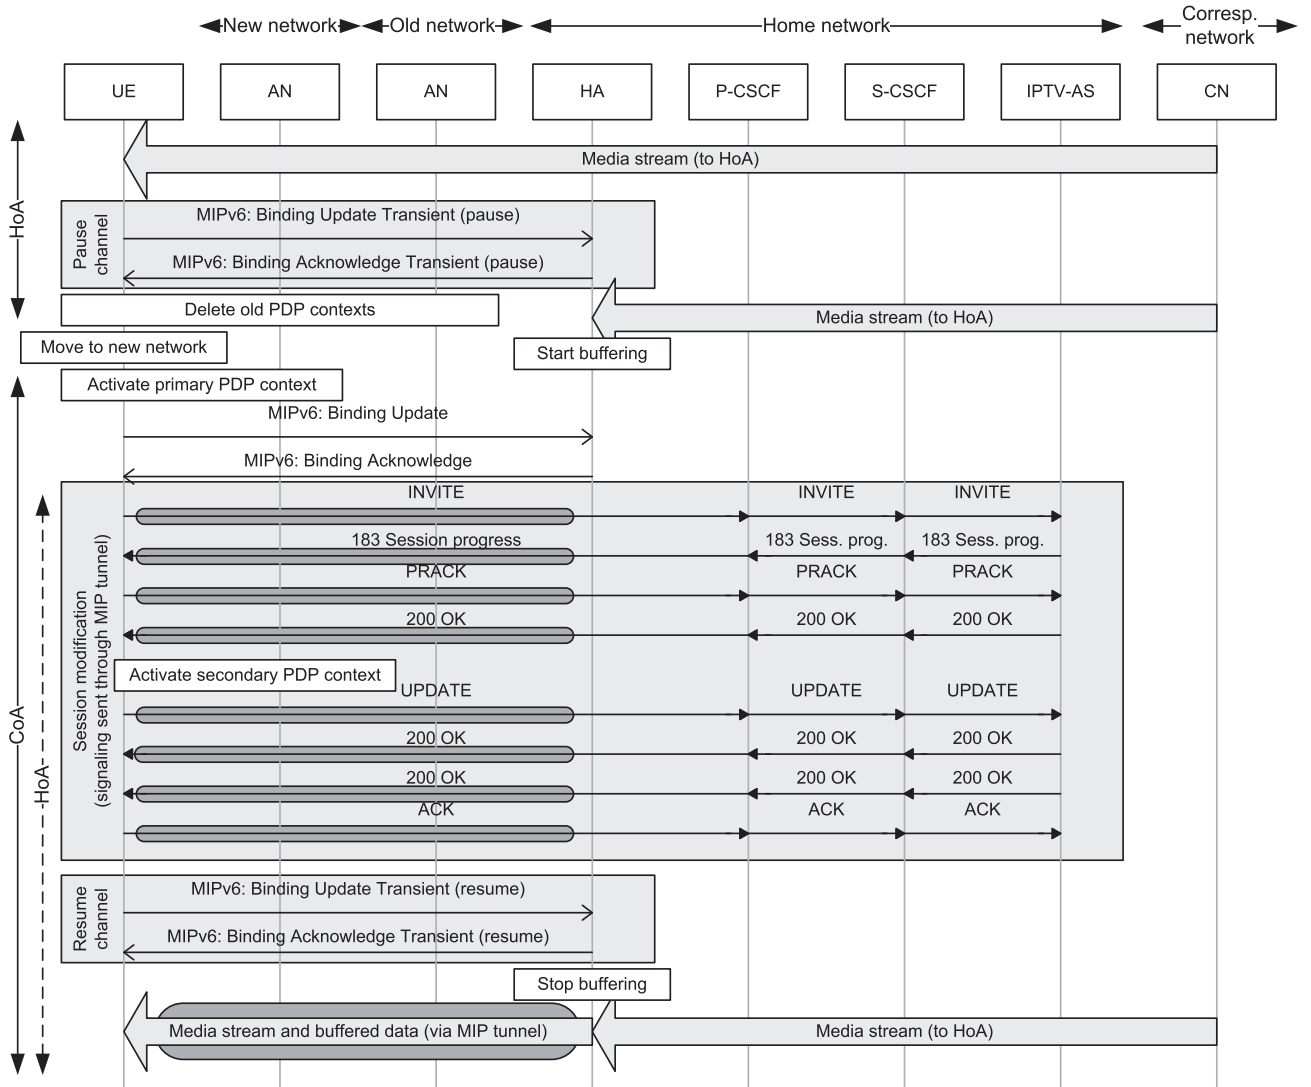 New network
Old network
Home network
Corresp.
network
UE
AN
AN
HA
P-CSCF
S-CSCF
IPTV-AS
CN
HoA
Media stream (to HoA)
Pause
channel
MIPv6: Binding Update Transient (pause)
MIPv6: Binding Acknowledge Transient (pause)
Delete old PDP contexts
Media stream (to HoA)
Move to new network
Start buffering
Activate primary PDP context
MIPv6: Binding Update
MIPv6: Binding Acknowledge
CoA
HoA
Session modification
(signaling sent through MIP tunnel)
INVITE
INVITE
INVITE
183 Session progress
183 Sess. prog.
183 Sess. prog.
PRACK
PRACK
PRACK
200 OK
200 OK
200 OK
Activate secondary PDP context
UPDATE
UPDATE
UPDATE
200 OK
200 OK
200 OK
200 OK
200 OK
200 OK
ACK
ACK
ACK
Resume
channel
MIPv6: Binding Update Transient (resume)
MIPv6: Binding Acknowledge Transient (resume)
Stop buffering
Media stream and buffered data (via MIP tunnel)
Media stream (to HoA)